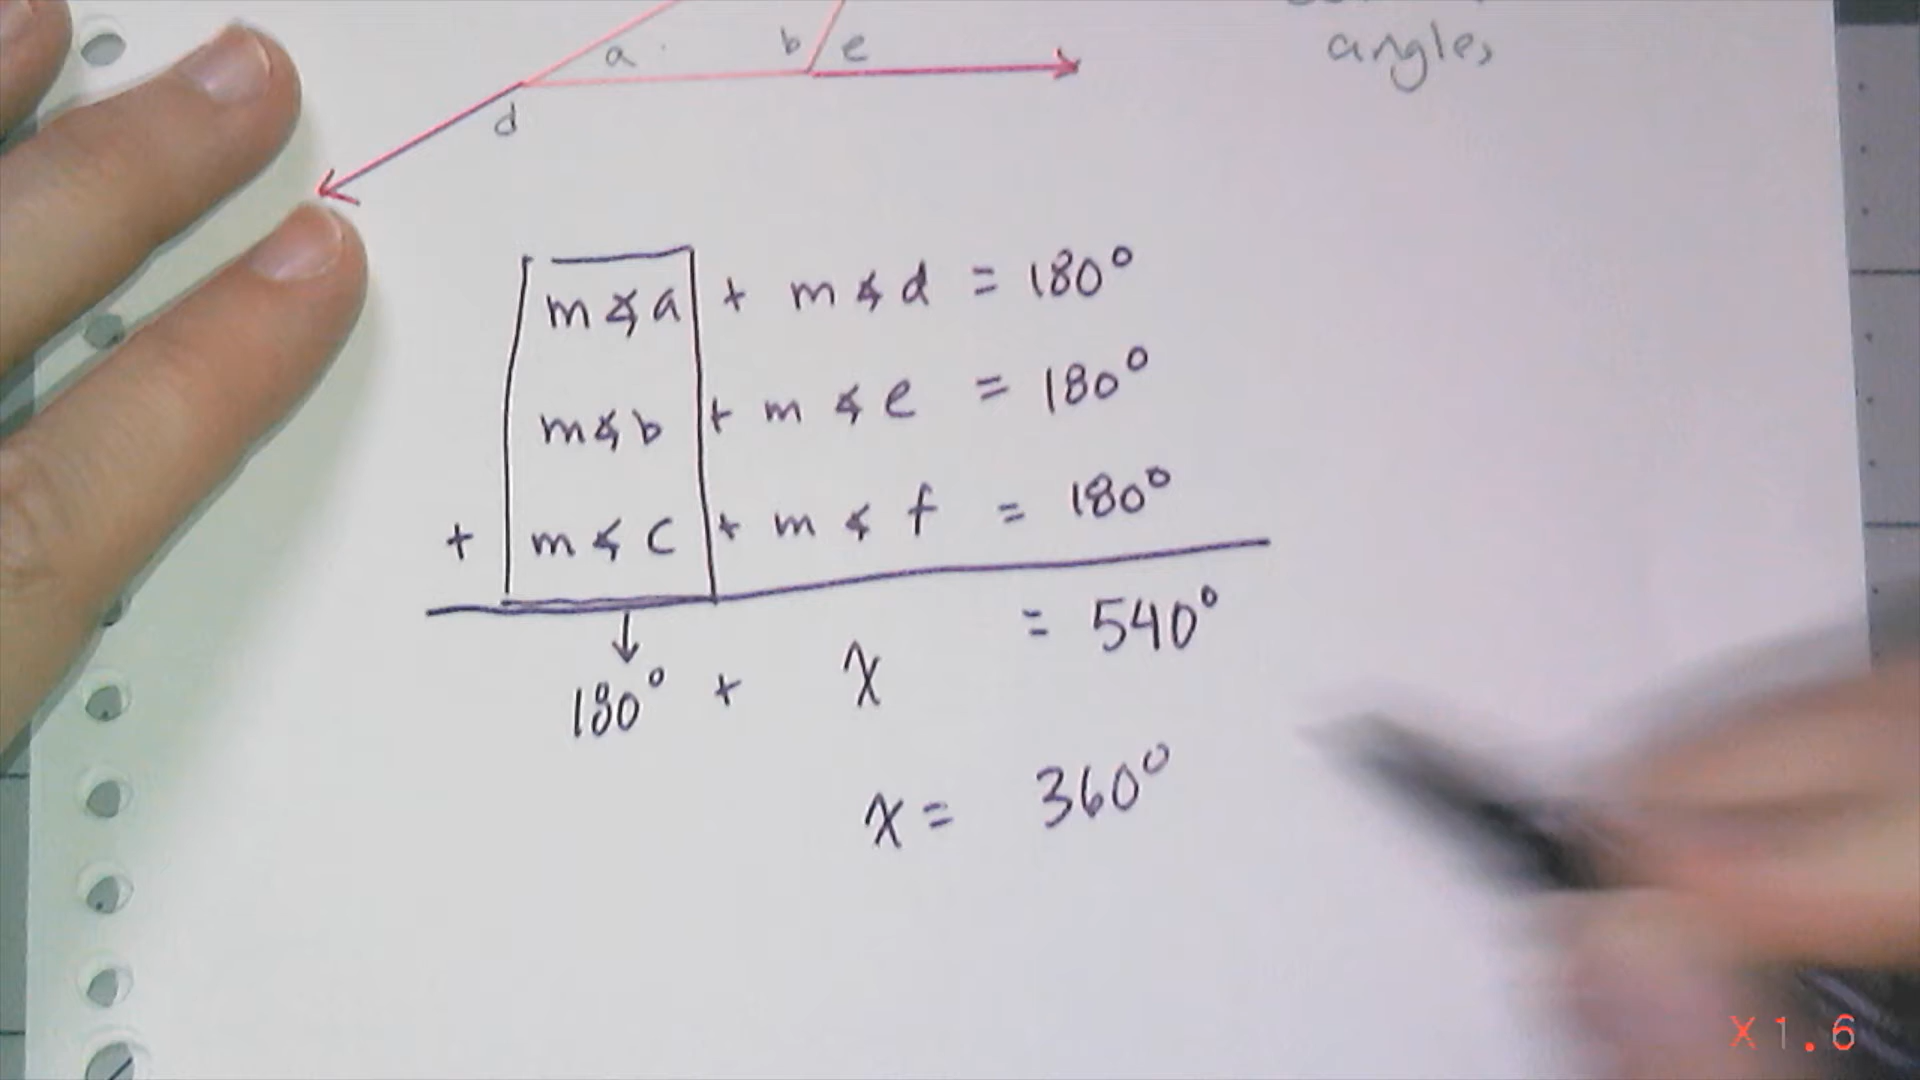 a b e
angles
d
m∡a + m∡d = 180°
m∡b + m∡e = 180°
+ m∡c + m∡f = 180°
= 540°
↓
180° + x
x = 360°
X1.6